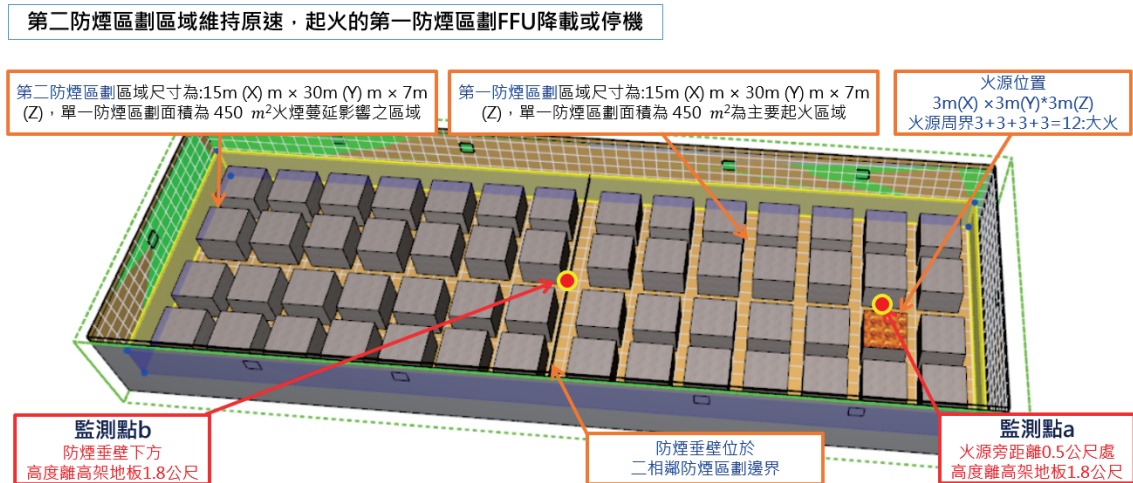 第二防煙區劃區域維持原速，起火的第一防煙區劃FFU降載或停機
第二防煙區劃區域尺寸為:15m (X) m × 30m (Y) m × 7m
(Z)，單一防煙區劃面積為 450 m²火煙蔓延影響之區域
第一防煙區劃區域尺寸為:15m (X) m × 30m (Y) m × 7m
(Z)，單一防煙區劃面積為 450 m²為主要起火區域
火源位置
3m(X) ×3m(Y)*3m(Z)
火源周界3+3+3+3=12:大火
監測點b
防煙垂壁下方
高度離高架地板1.8公尺
防煙垂壁位於
二相鄰防煙區劃邊界
監測點a
火源旁距離0.5公尺處
高度離高架地板1.8公尺